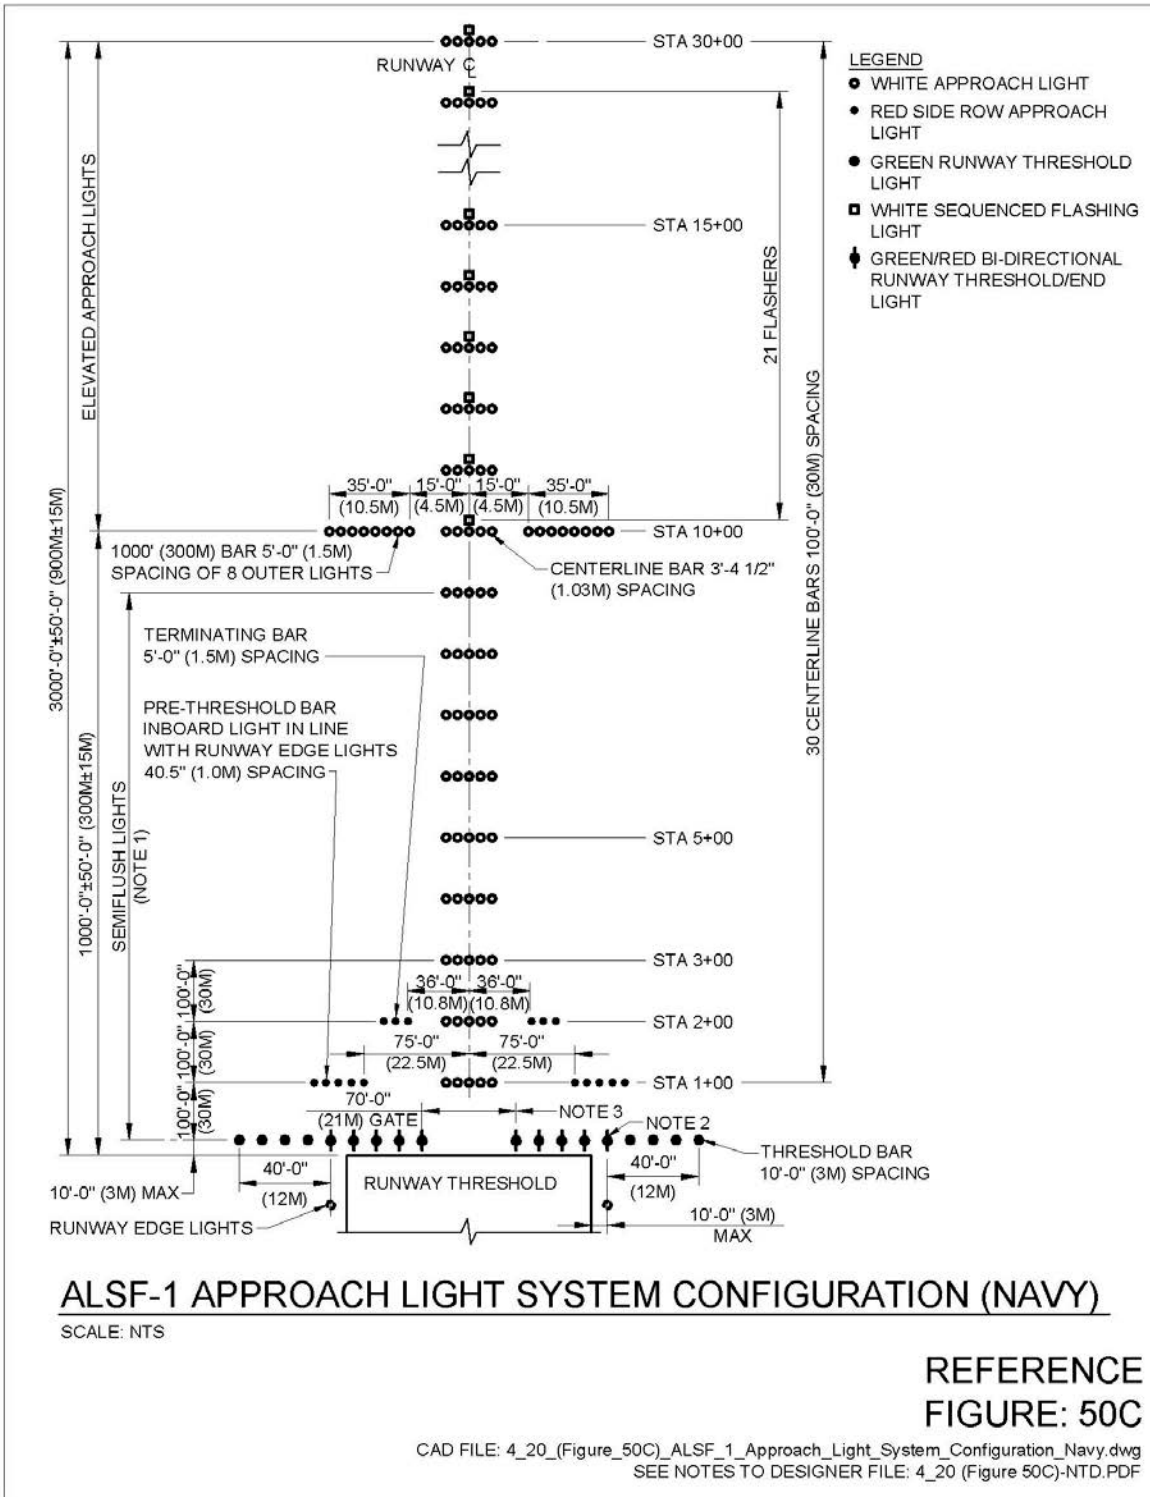 STA 30+00
RUNWAY ℄
LEGEND
WHITE APPROACH LIGHT
RED SIDE ROW APPROACH
LIGHT
GREEN RUNWAY THRESHOLD
LIGHT
WHITE SEQUENCED FLASHING
LIGHT
GREEN/RED BI-DIRECTIONAL
RUNWAY THRESHOLD/END
LIGHT
ELEVATED APPROACH LIGHTS
STA 15+00
21 FLASHERS
30 CENTERLINE BARS 100'-0" (30M) SPACING
3000'-0"±50'-0" (900M±15M)
35'-0" 15'-0" 15'-0" 35'-0"
(10.5M) (4.5M) (4.5M) (10.5M)
STA 10+00
1000' (300M) BAR 5'-0" (1.5M)
SPACING OF 8 OUTER LIGHTS
CENTERLINE BAR 3'-4 1/2"
(1.03M) SPACING
TERMINATING BAR
5'-0" (1.5M) SPACING
PRE-THRESHOLD BAR
INBOARD LIGHT IN LINE
WITH RUNWAY EDGE LIGHTS
40.5" (1.0M) SPACING
1000'-0"±50'-0" (300M±15M)
SEMIFLUSH LIGHTS
(NOTE 1)
STA 5+00
STA 3+00
100'-0"
(30M)
36'-0" 36'-0"
(10.8M) (10.8M)
STA 2+00
100'-0"
(30M)
75'-0" 75'-0"
(22.5M) (22.5M)
STA 1+00
100'-0"
(30M)
70'-0"
(21M) GATE
NOTE 3
NOTE 2
THRESHOLD BAR
10'-0" (3M) SPACING
40'-0"
(12M)
RUNWAY THRESHOLD
40'-0"
(12M)
10'-0" (3M) MAX
RUNWAY EDGE LIGHTS
10'-0" (3M)
MAX
ALSF-1 APPROACH LIGHT SYSTEM CONFIGURATION (NAVY)
SCALE: NTS
REFERENCE
FIGURE: 50C
CAD FILE: 4_20_(Figure_50C)_ALSF_1_Approach_Light_System_Configuration_Navy.dwg
SEE NOTES TO DESIGNER FILE: 4_20 (Figure 50C)-NTD.PDF